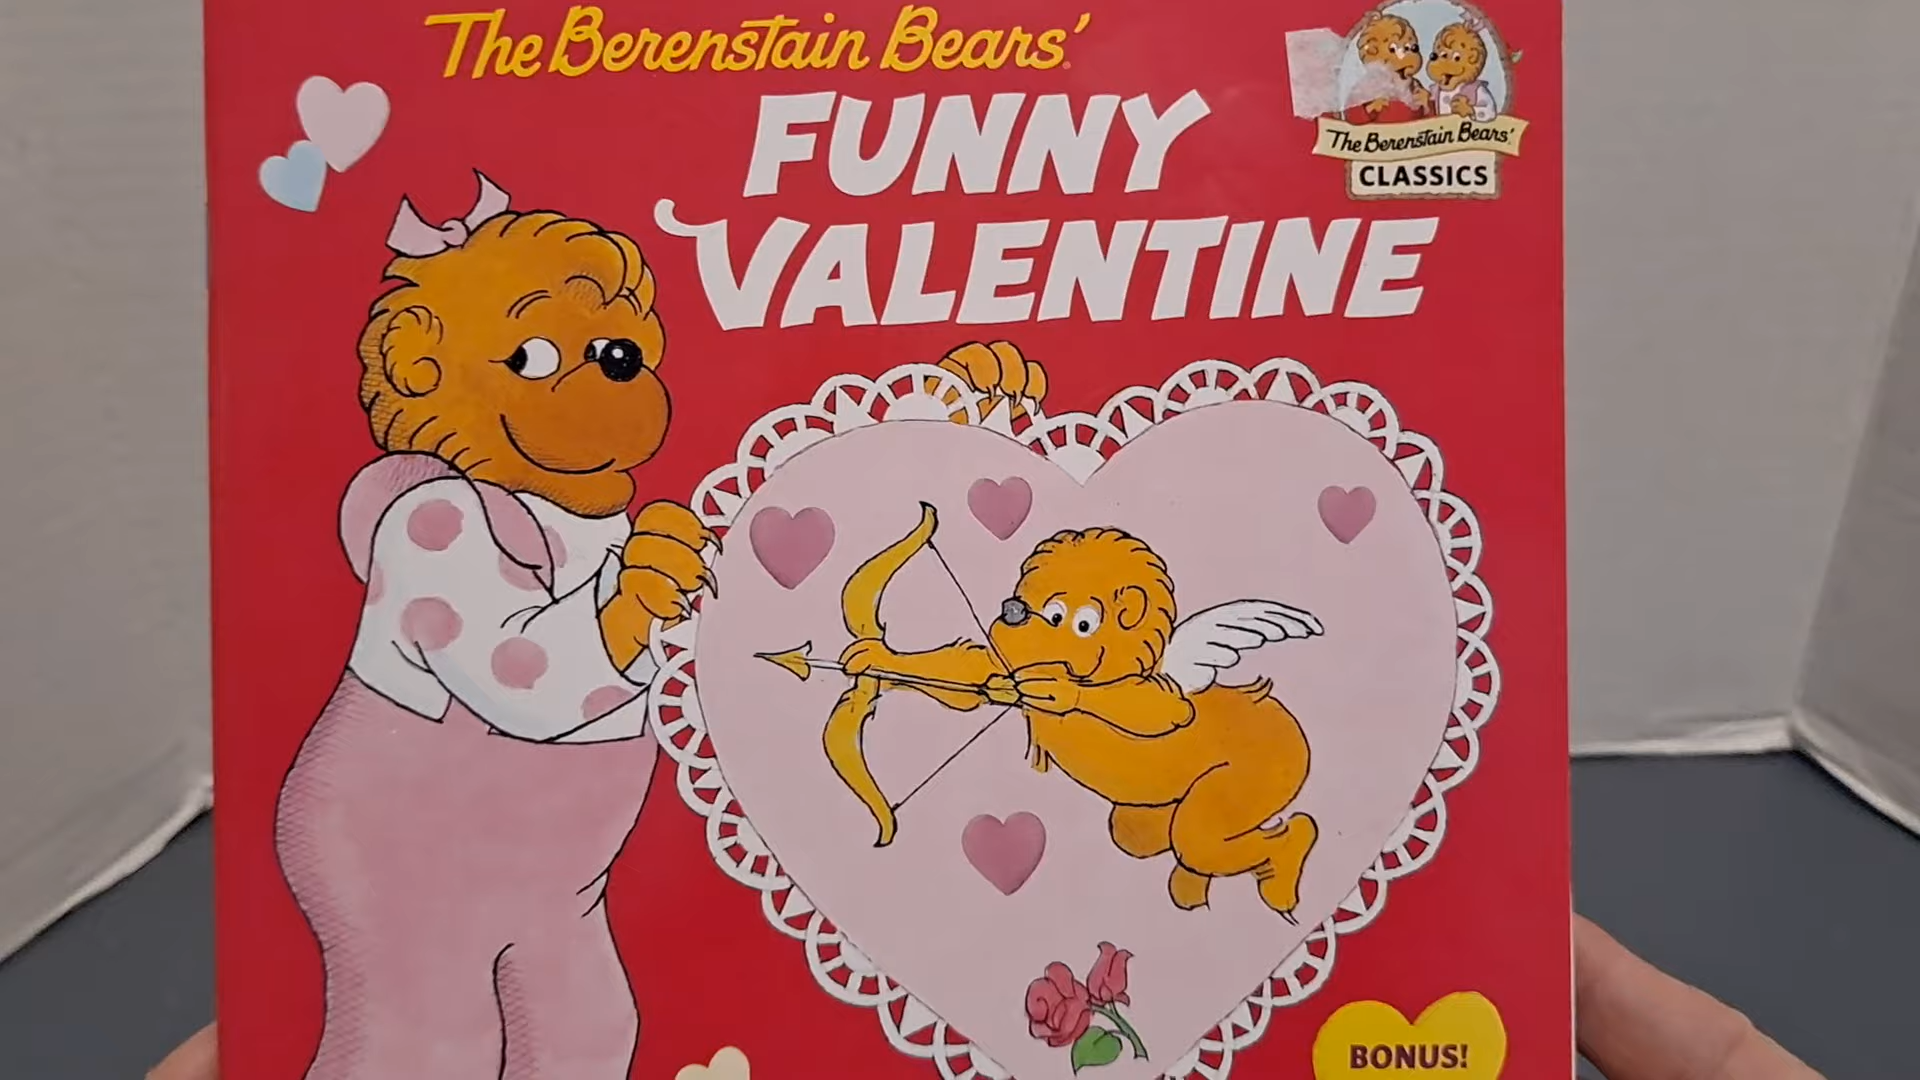 The Berenstain Bears'
FUNNY
VALENTINE
The Berenstain Bears'
CLASSICS
BONUS!